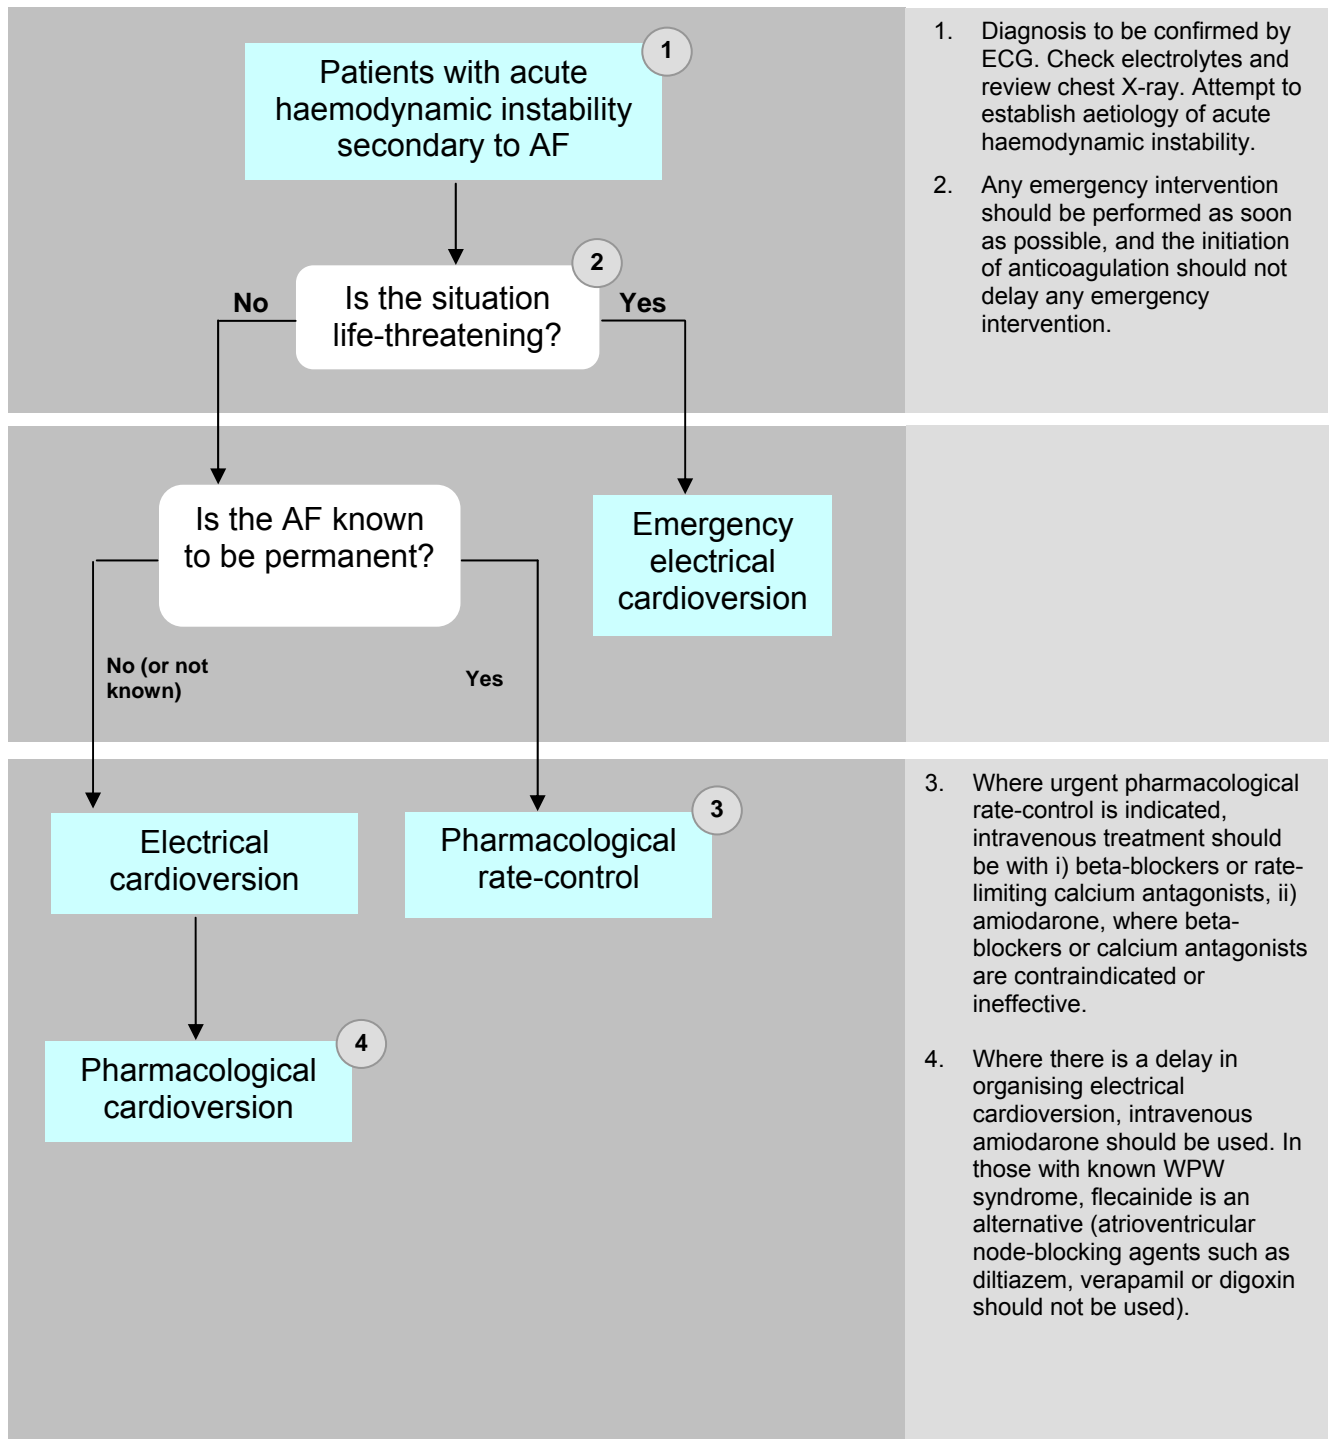 Patients with acute
haemodynamic instability
secondary to AF
1
2
Is the situation
life-threatening?
No
Yes
1. Diagnosis to be confirmed by
ECG. Check electrolytes and
review chest X-ray. Attempt to
establish aetiology of acute
haemodynamic instability.
2. Any emergency intervention
should be performed as soon
as possible, and the initiation
of anticoagulation should not
delay any emergency
intervention.
Is the AF known
to be permanent?
Emergency
electrical
cardioversion
No (or not
known)
Yes
Electrical
cardioversion
Pharmacological
rate-control
3
Pharmacological
cardioversion
4
3. Where urgent pharmacological
rate-control is indicated,
intravenous treatment should
be with i) beta-blockers or rate-
limiting calcium antagonists, ii)
amiodarone, where beta-
blockers or calcium antagonists
are contraindicated or
ineffective.
4. Where there is a delay in
organising electrical
cardioversion, intravenous
amiodarone should be used. In
those with known WPW
syndrome, flecainide is an
alternative (atrioventricular
node-blocking agents such as
diltiazem, verapamil or digoxin
should not be used).